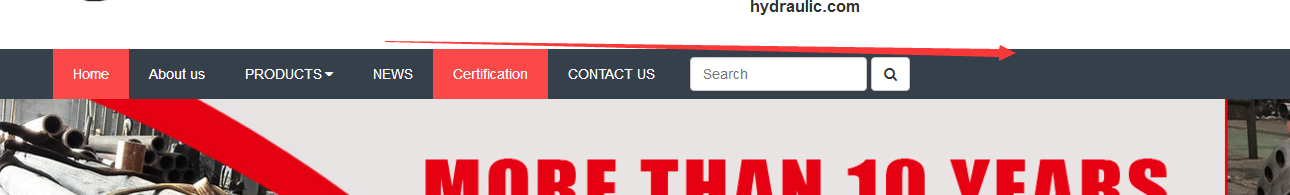 hydraulic.com
Home About us PRODUCTS NEWS Certification CONTACT US Search
MORE THAN 10 YEARS